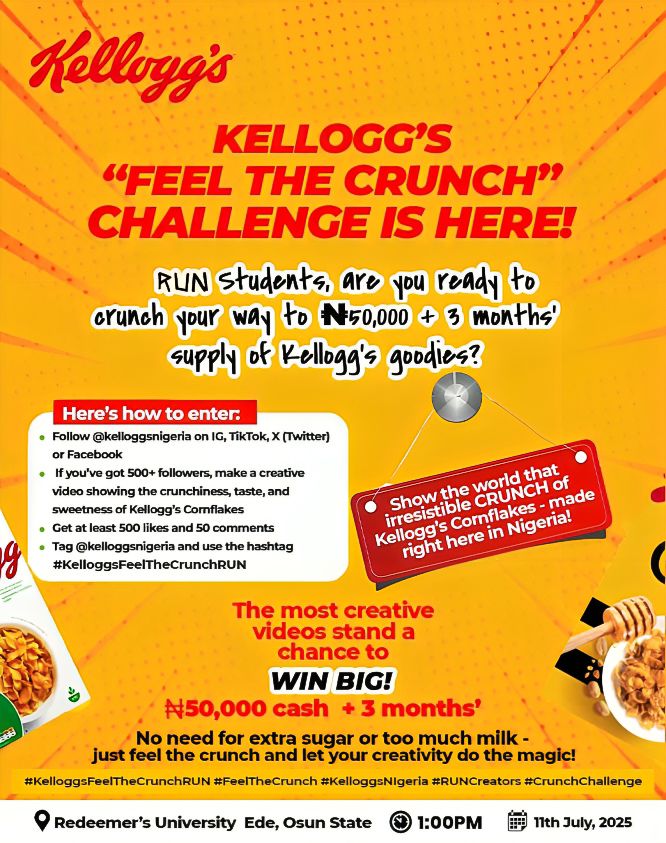 Kellogg's
KELLOGG'S
"FEEL THE CRUNCH"
CHALLENGE IS HERE!
RUN Students, are you ready to
crunch your way to ₦50,000 + 3 months'
supply of Kellogg's goodies?
Here's how to enter:
Follow @kelloggsnigeria on IG, TikTok, X (Twitter)
or Facebook
If you've got 500+ followers, make a creative
video showing the crunchiness, taste, and
sweetness of Kellogg's Cornflakes
Get at least 500 likes and 50 comments
Tag @kelloggsnigeria and use the hashtag
#KelloggsFeelTheCrunchRUN
Show the world that
irresistible CRUNCH of
Kellogg's Cornflakes - made
right here in Nigeria!
The most creative
videos stand a
chance to
WIN BIG!
₦50,000 cash + 3 months'
No need for extra sugar or too much milk -
just feel the crunch and let your creativity do the magic!
#KelloggsFeelTheCrunchRUN #FeelTheCrunch #KelloggsNIgeria #RUNCreators #CrunchChallenge
Redeemer's University Ede, Osun State 1:00PM 11th July, 2025